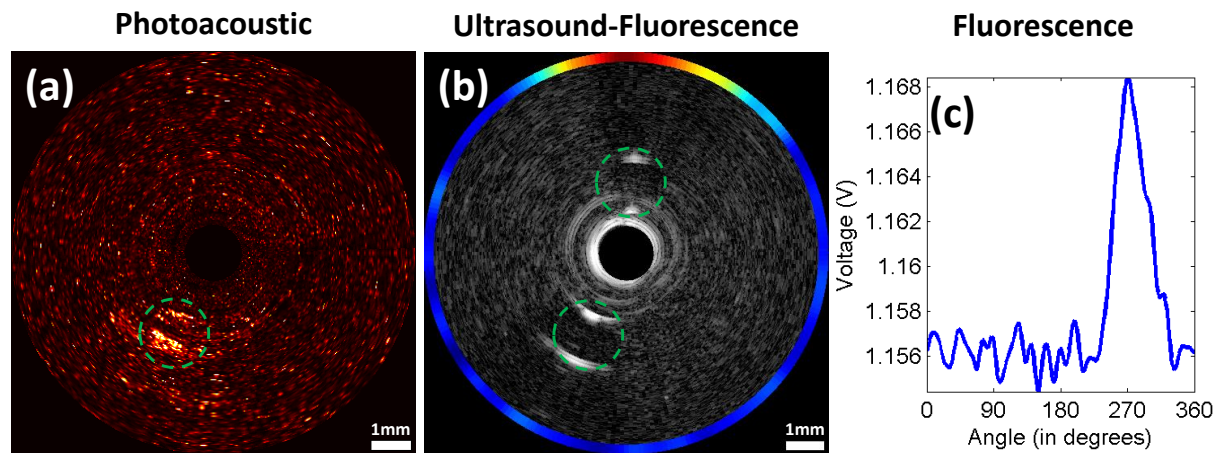 Photoacoustic
Ultrasound-Fluorescence
Fluorescence
(a)
1mm
(b)
1mm
(c)
1.168
1.166
1.164
1.162
1.16
1.158
1.156
Voltage (V)
0 90 180 270 360
Angle (in degrees)